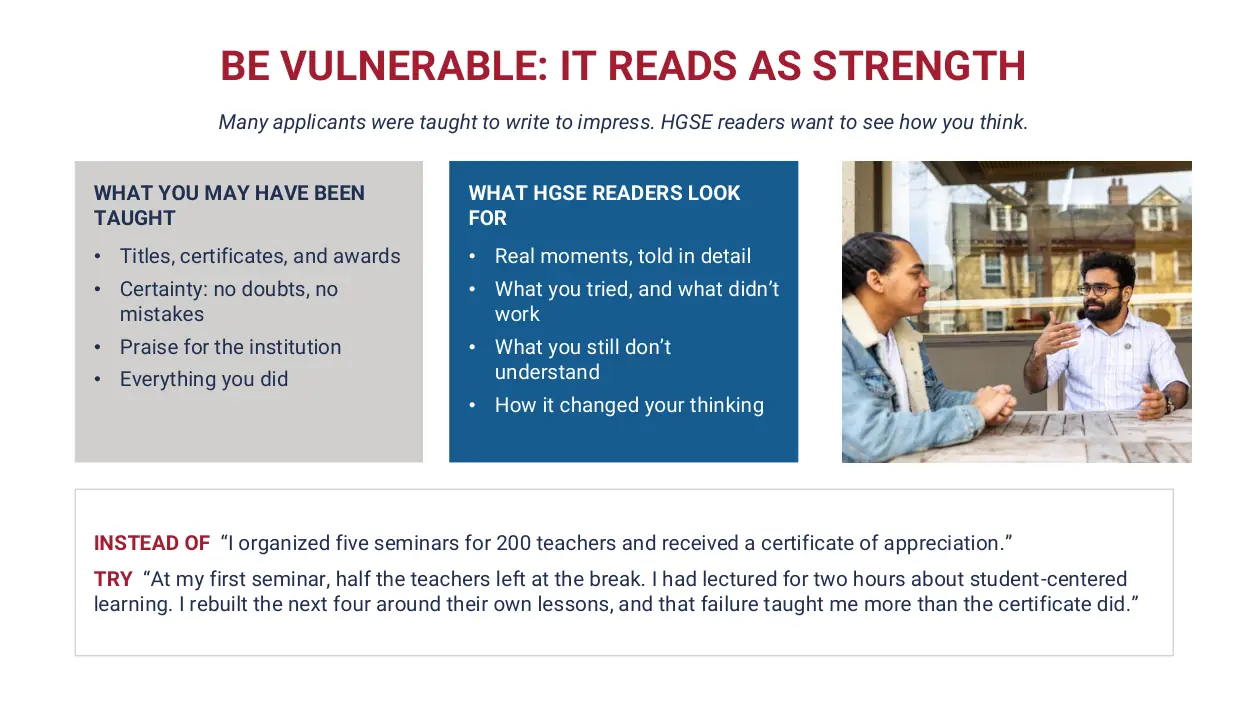 BE VULNERABLE: IT READS AS STRENGTH
Many applicants were taught to write to impress. HGSE readers want to see how you think.
WHAT YOU MAY HAVE BEEN
TAUGHT
• Titles, certificates, and awards
• Certainty: no doubts, no
mistakes
• Praise for the institution
• Everything you did
WHAT HGSE READERS LOOK
FOR
• Real moments, told in detail
• What you tried, and what didn’t
work
• What you still don’t
understand
• How it changed your thinking
INSTEAD OF “I organized five seminars for 200 teachers and received a certificate of appreciation.”
TRY “At my first seminar, half the teachers left at the break. I had lectured for two hours about student-centered
learning. I rebuilt the next four around their own lessons, and that failure taught me more than the certificate did.”